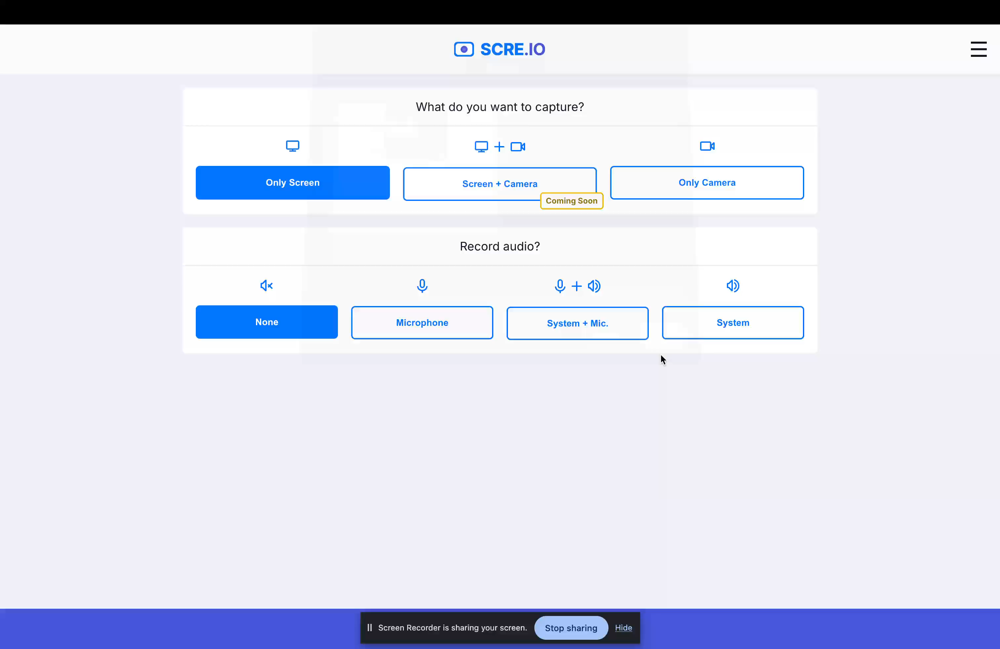 SCRE.IO
What do you want to capture?
Only Screen
Screen + Camera
Only Camera
Coming Soon
Record audio?
None
Microphone
System + Mic.
System
Screen Recorder is sharing your screen.
Stop sharing
Hide